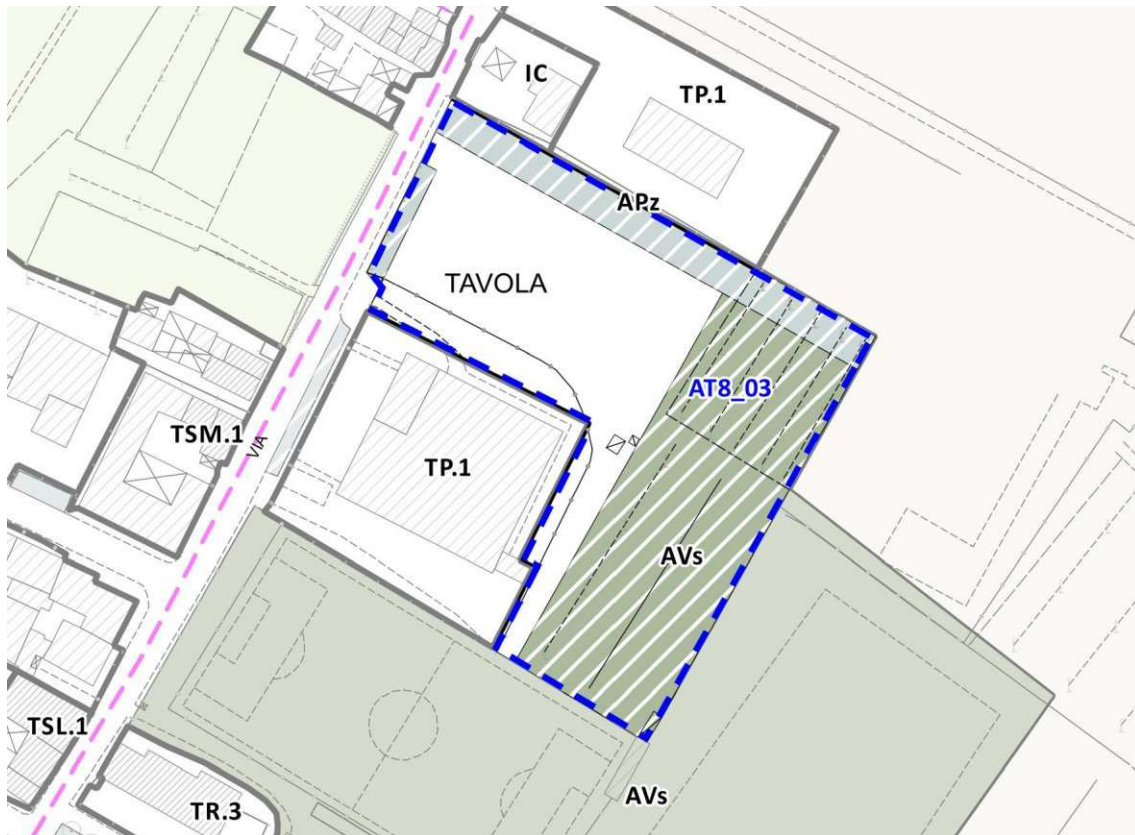 IC
TP.1
APz
TAVOLA
AT8_03
TSM.1
VIA
TP.1
AVs
TSL.1
AVs
TR.3